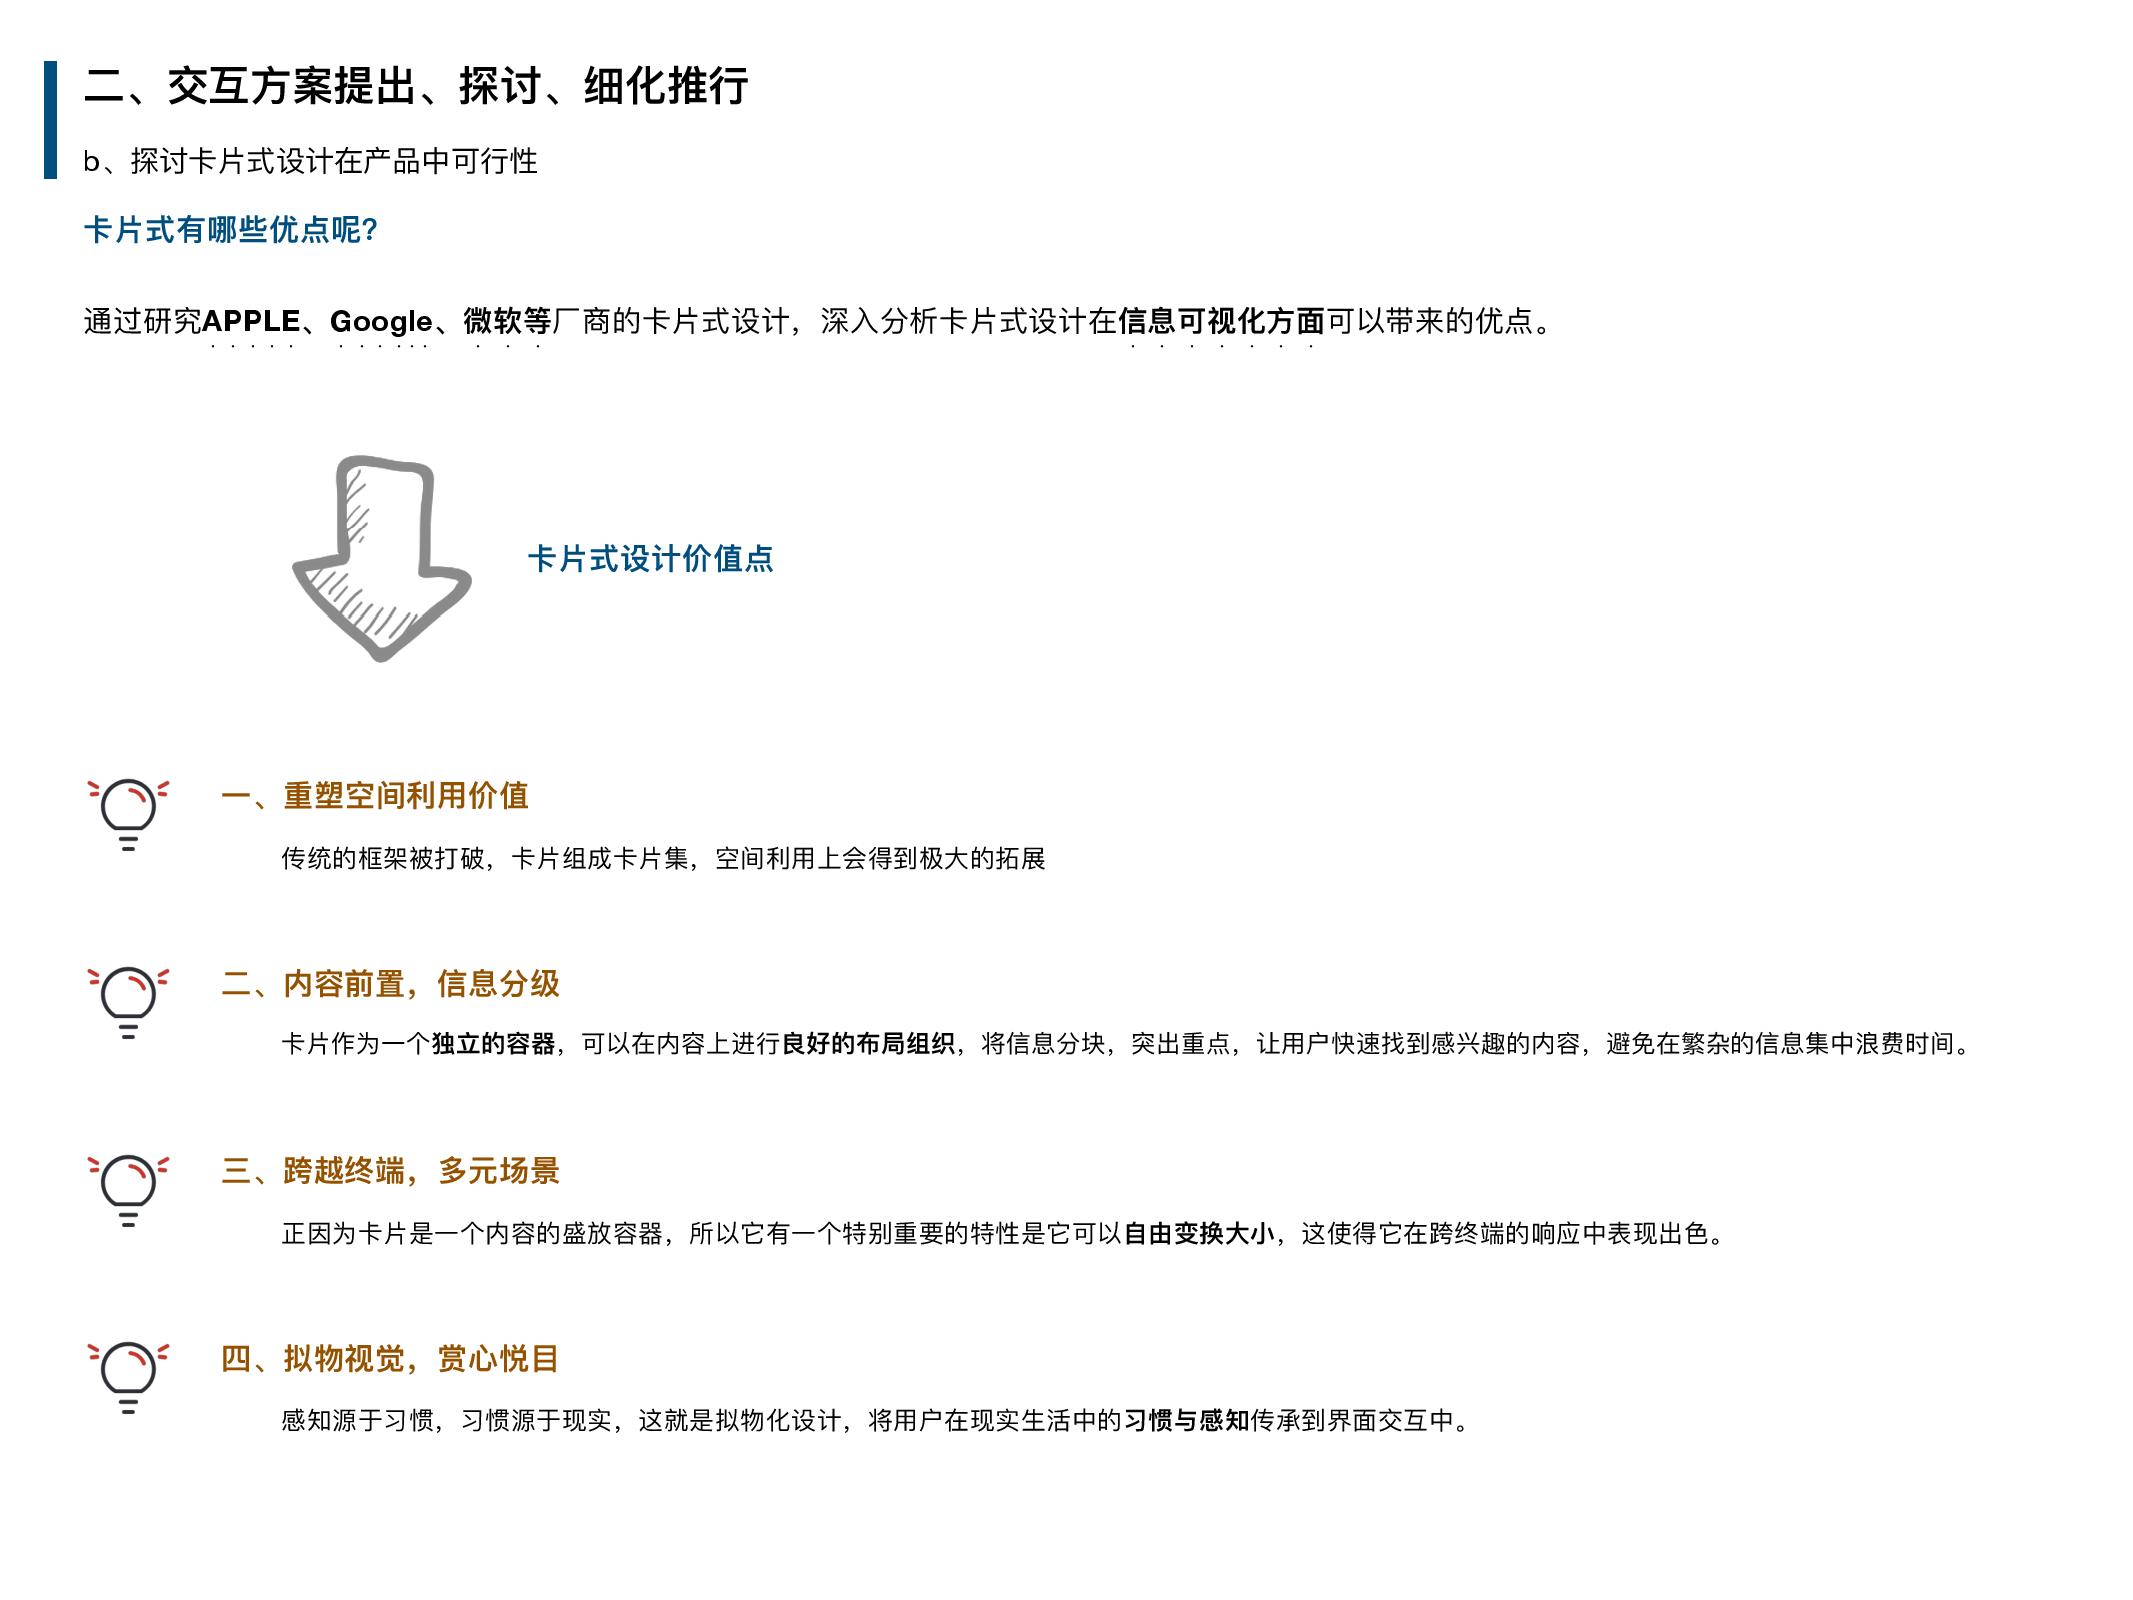 二、交互方案提出、探讨、细化推行
b、探讨卡片式设计在产品中可行性
卡片式有哪些优点呢？
通过研究APPLE、Google、微软等厂商的卡片式设计，深入分析卡片式设计在信息可视化方面可以带来的优点。
卡片式设计价值点
一、重塑空间利用价值
传统的框架被打破，卡片组成卡片集，空间利用上会得到极大的拓展
二、内容前置，信息分级
卡片作为一个独立的容器，可以在内容上进行良好的布局组织，将信息分块，突出重点，让用户快速找到感兴趣的内容，避免在繁杂的信息集中浪费时间。
三、跨越终端，多元场景
正因为卡片是一个内容的盛放容器，所以它有一个特别重要的特性是它可以自由变换大小，这使得它在跨终端的响应中表现出色。
四、拟物视觉，赏心悦目
感知源于习惯，习惯源于现实，这就是拟物化设计，将用户在现实生活中的习惯与感知传承到界面交互中。